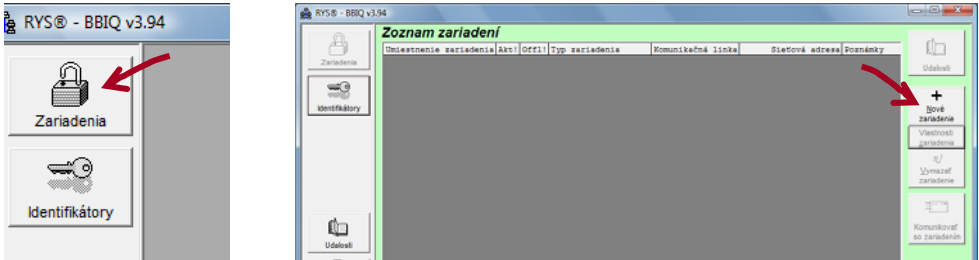 RYS® - BBIQ v3.94
Zariadenia
Identifikátory
RYS® - BBIQ v3.94
Zoznam zariadení
Umiestnenie zariadenia Akt! Offl! Typ zariadenia Komunikačná linka Sieťová adresa Poznámky
Zariadenia
Identifikátory
Udalosti
Udalosti
Nové
zariadenie
Vlastnosti
zariadenia
Vymazať
zariadenie
Komunikovať
so zariadením